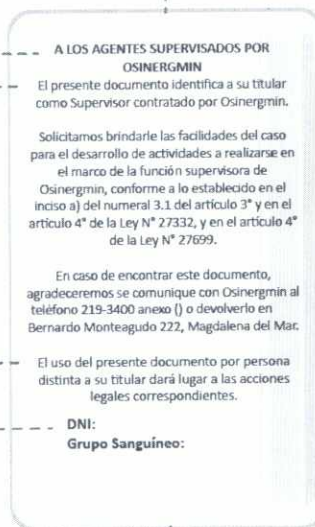 A LOS AGENTES SUPERVISADOS POR
OSINERGMIN
El presente documento identifica a su titular
como Supervisor contratado por Osinergmin.
Solicitamos brindarle las facilidades del caso
para el desarrollo de actividades a realizarse en
el marco de la función supervisora de
Osinergmin, conforme a lo establecido en el
inciso a) del numeral 3.1 del artículo 3° y en el
artículo 4° de la Ley N° 27332, y en el artículo 4°
de la Ley N° 27699.
En caso de encontrar este documento,
agradeceremos se comunique con Osinergmin al
teléfono 219-3400 anexo () o devolverlo en
Bernardo Monteagudo 222, Magdalena del Mar.
El uso del presente documento por persona
distinta a su titular dará lugar a las acciones
legales correspondientes.
DNI:
Grupo Sanguíneo: